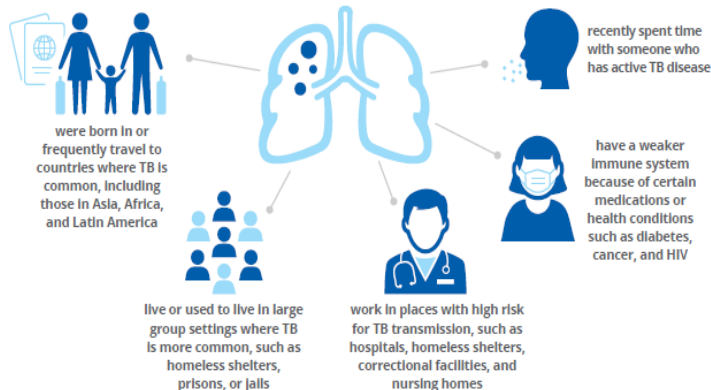 were born in or
frequently travel to
countries where TB is
common, including
those in Asia, Africa,
and Latin America
live or used to live in large
group settings where TB
is more common, such as
homeless shelters,
prisons, or jails
work in places with high risk
for TB transmission, such as
hospitals, homeless shelters,
correctional facilities, and
nursing homes
recently spent time
with someone who
has active TB disease
have a weaker
immune system
because of certain
medications or
health conditions
such as diabetes,
cancer, and HIV